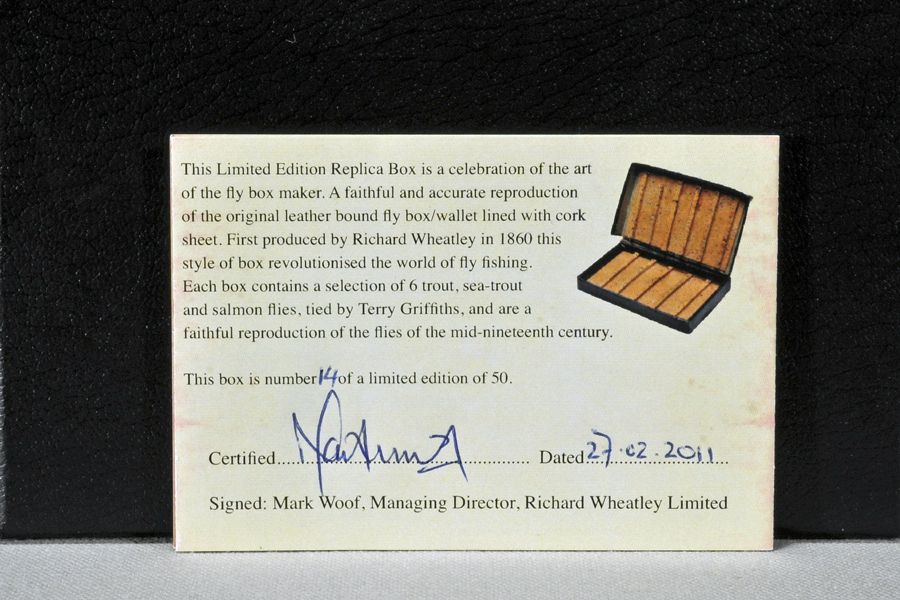 This Limited Edition Replica Box is a celebration of the art
of the fly box maker. A faithful and accurate reproduction
of the original leather bound fly box/wallet lined with cork
sheet. First produced by Richard Wheatley in 1860 this
style of box revolutionised the world of fly fishing.
Each box contains a selection of 6 trout, sea-trout
and salmon flies, tied by Terry Griffiths, and are a
faithful reproduction of the flies of the mid-nineteenth century.
This box is number 14 of a limited edition of 50.
Certified.............................................. Dated 27.02.2011
Signed: Mark Woof, Managing Director, Richard Wheatley Limited